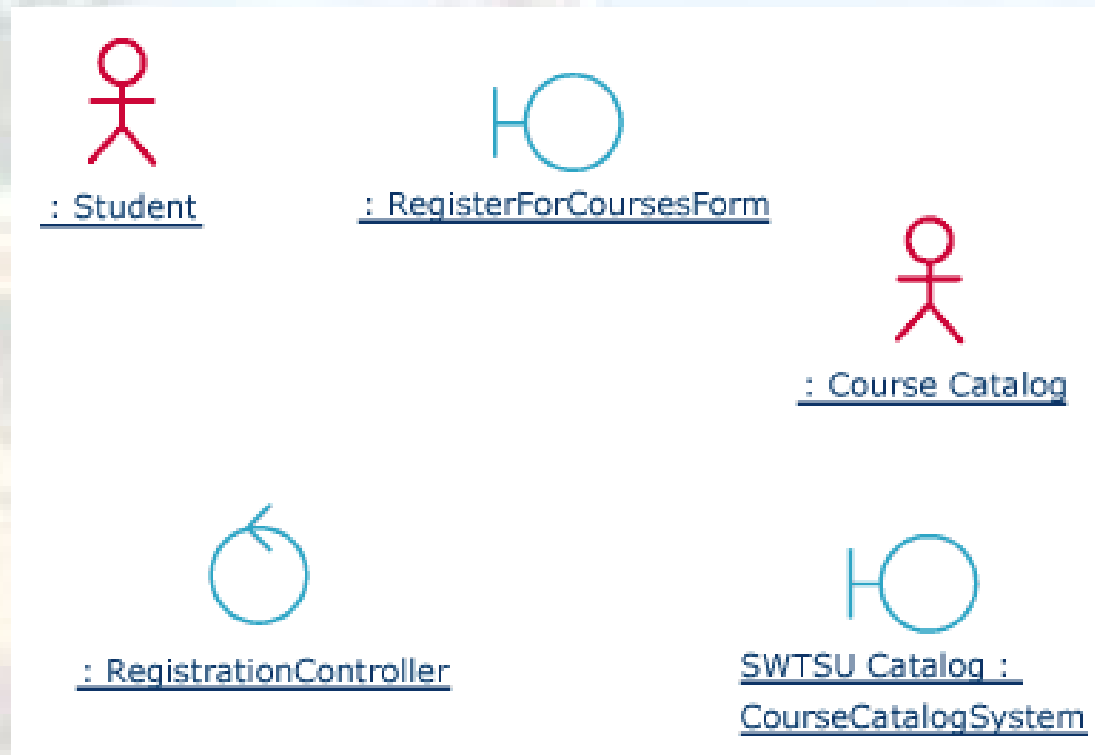 : Student
: RegisterForCoursesForm
: Course Catalog
: RegistrationController
SWTSU Catalog :
CourseCatalogSystem